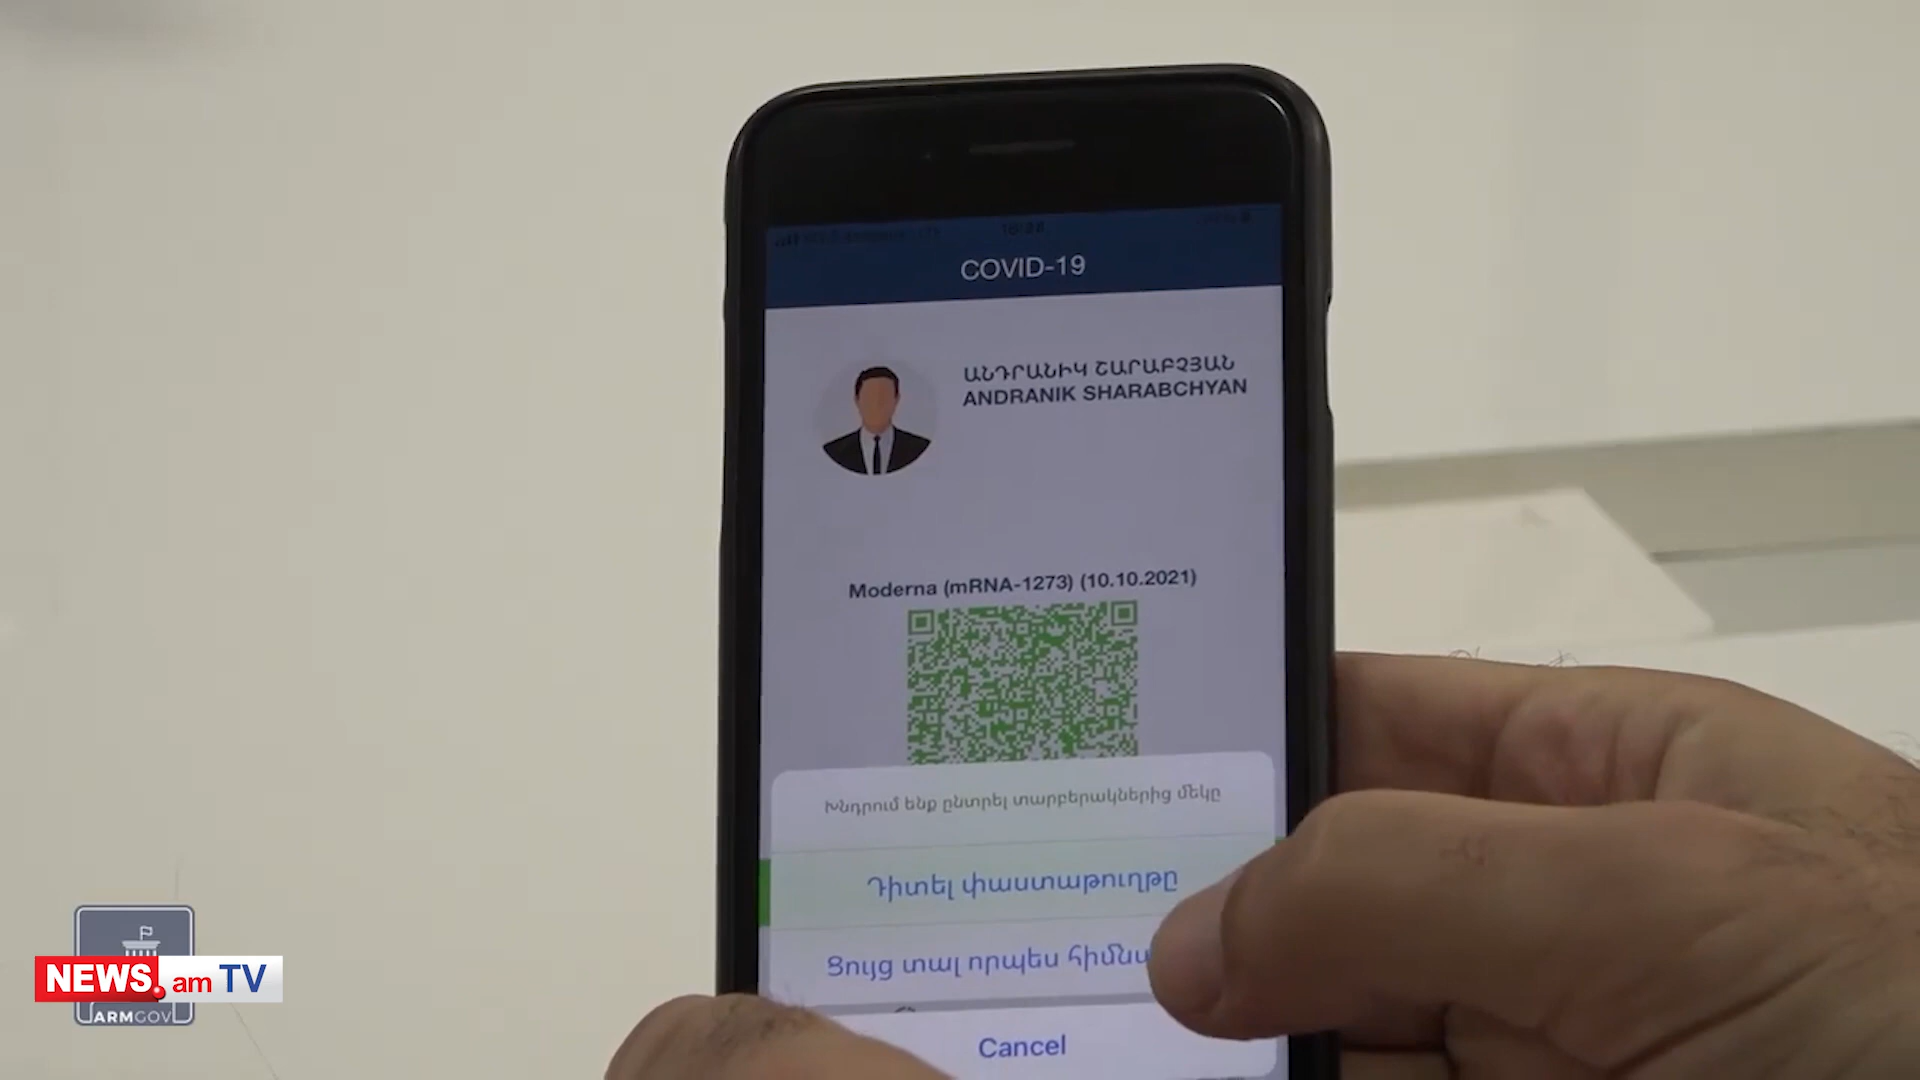 COVID-19
ԱՆԴՐԱՆԻԿ ՇԱՐԱԲՉՅԱՆ
ANDRANIK SHARABCHYAN
Moderna (mRNA-1273) (10.10.2021)
Խնդրում ենք ընտրել տարբերակներից մեկը
Դիտել փաստաթուղթը
Ցույց տալ որպես
Cancel
NEWS.am TV
ARMGOV